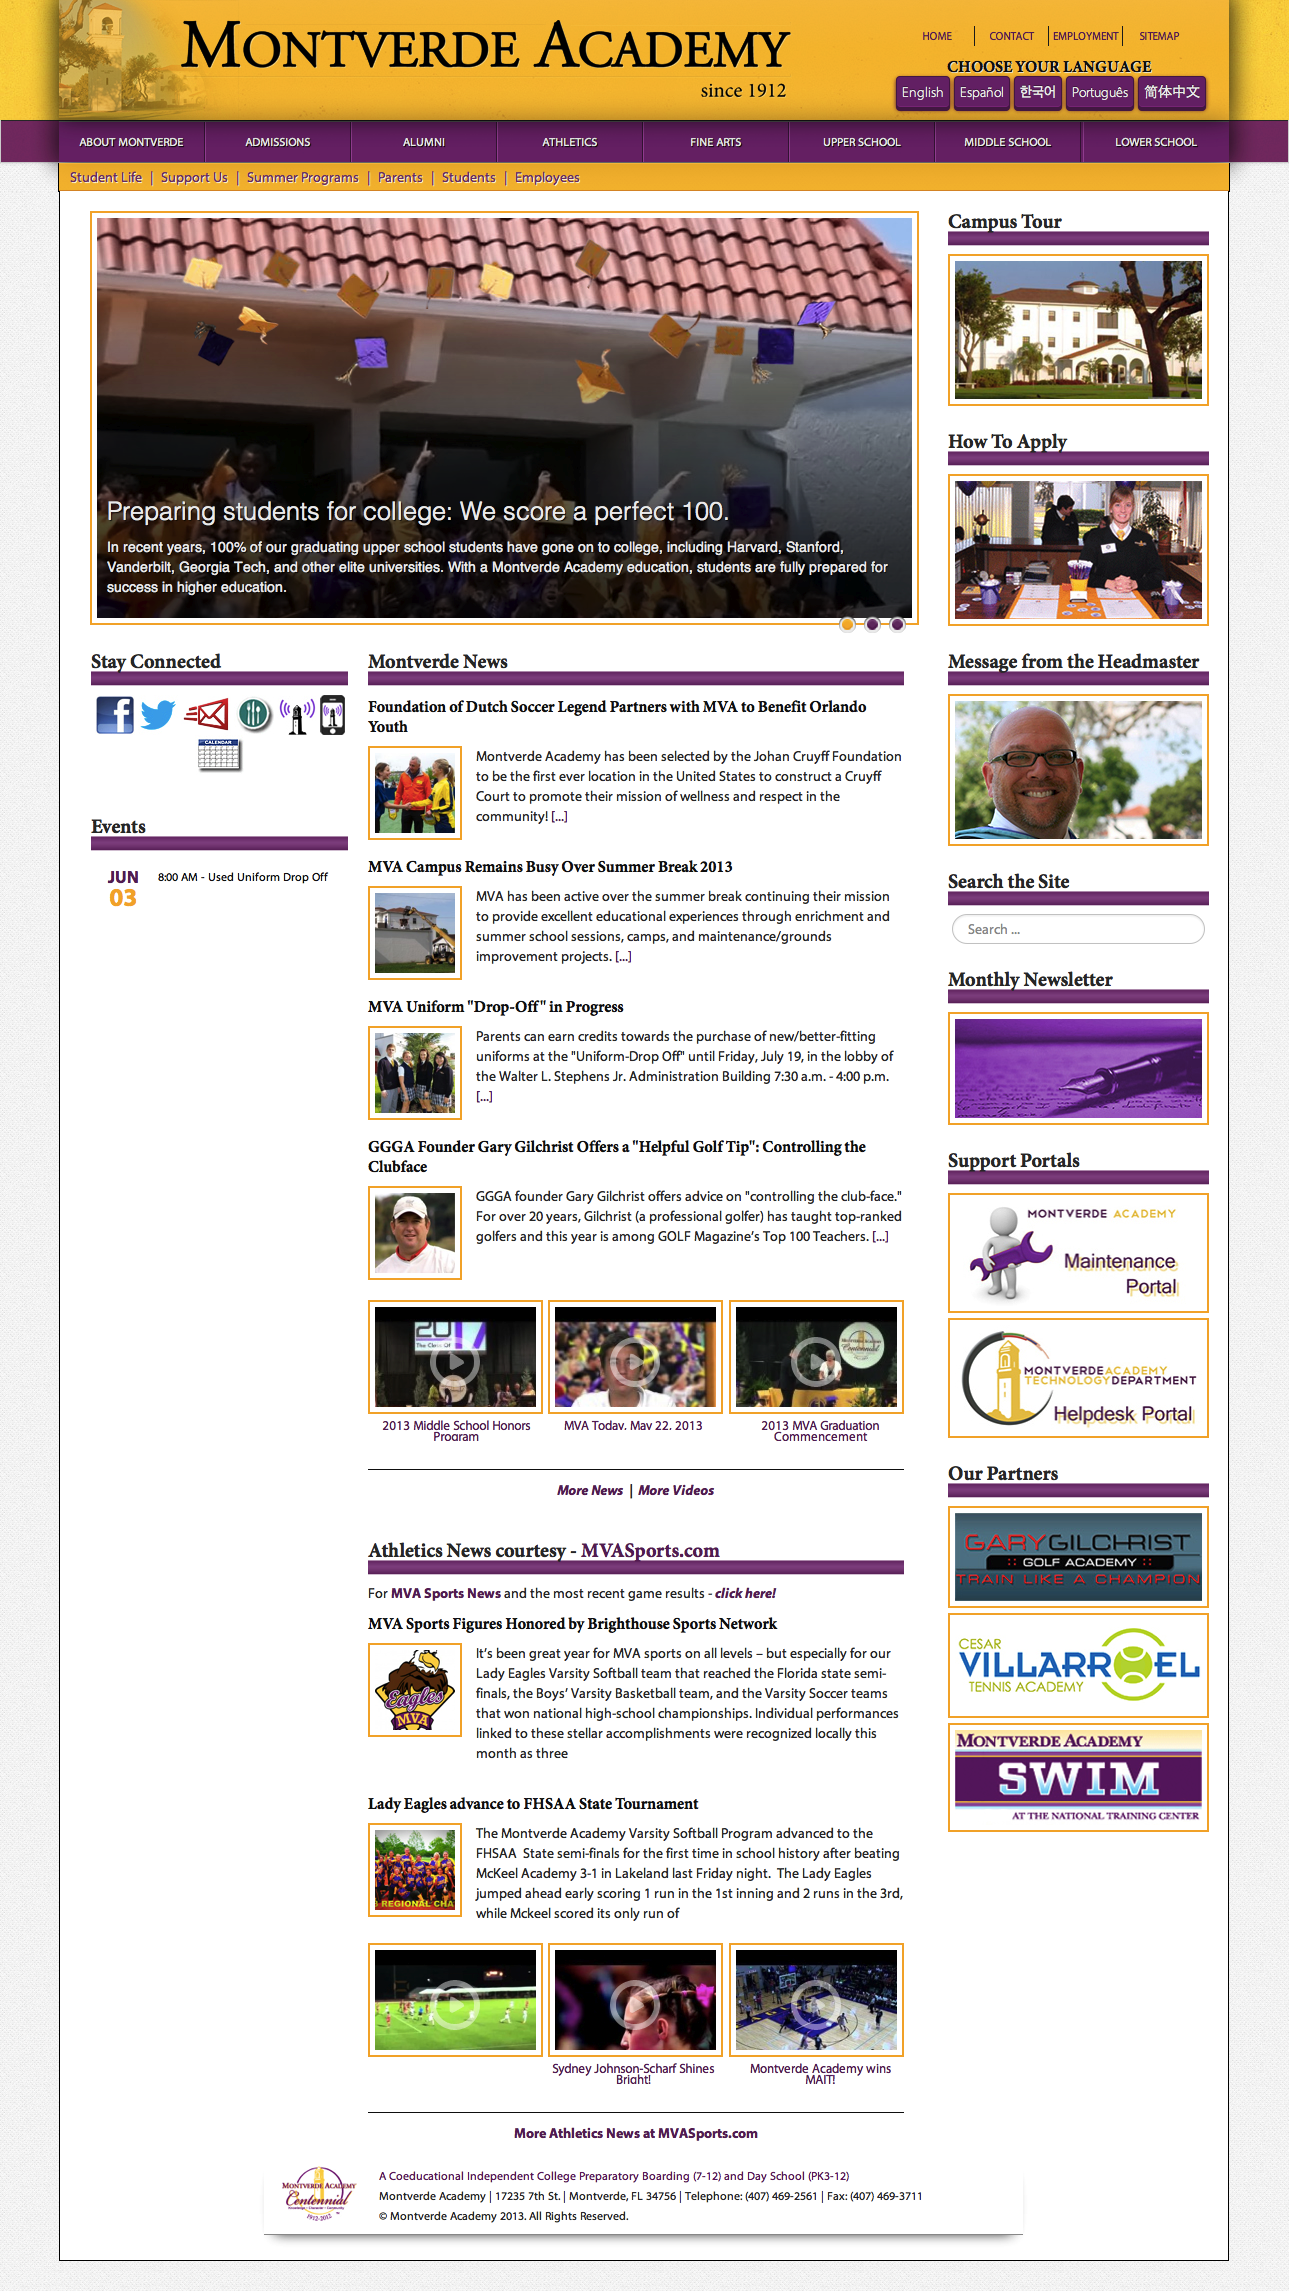 MONTVERDE ACADEMY
since 1912
HOME
CONTACT
EMPLOYMENT
SITEMAP
CHOOSE YOUR LANGUAGE
English
Español
한국어
Português
简体中文
ABOUT MONTVERDE
ADMISSIONS
ALUMNI
ATHLETICS
FINE ARTS
UPPER SCHOOL
MIDDLE SCHOOL
LOWER SCHOOL
Student Life | Support Us | Summer Programs | Parents | Students | Employees
Preparing students for college: We score a perfect 100.
In recent years, 100% of our graduating upper school students have gone on to college, including Harvard, Stanford,
Vanderbilt, Georgia Tech, and other elite universities. With a Montverde Academy education, students are fully prepared for
success in higher education.
Stay Connected
CALENDAR
Events
JUN
03
8:00 AM - Used Uniform Drop Off
Montverde News
Foundation of Dutch Soccer Legend Partners with MVA to Benefit Orlando
Youth
Montverde Academy has been selected by the Johan Cruyff Foundation
to be the first ever location in the United States to construct a Cruyff
Court to promote their mission of wellness and respect in the
community! [...]
MVA Campus Remains Busy Over Summer Break 2013
MVA has been active over the summer break continuing their mission
to provide excellent educational experiences through enrichment and
summer school sessions, camps, and maintenance/grounds
improvement projects. [...]
MVA Uniform "Drop-Off" in Progress
Parents can earn credits towards the purchase of new/better-fitting
uniforms at the "Uniform-Drop Off" until Friday, July 19, in the lobby of
the Walter L. Stephens Jr. Administration Building 7:30 a.m. - 4:00 p.m.
[...]
GGGA Founder Gary Gilchrist Offers a "Helpful Golf Tip": Controlling the
Clubface
GGGA founder Gary Gilchrist offers advice on "controlling the club-face."
For over 20 years, Gilchrist (a professional golfer) has taught top-ranked
golfers and this year is among GOLF Magazine's Top 100 Teachers. [...]
The Class Of
MONTVERDE ACADEMY
Centennial
2013 Middle School Honors
Program
MVA Today, May 22, 2013
2013 MVA Graduation
Commencement
More News | More Videos
Athletics News courtesy - MVASports.com
For MVA Sports News and the most recent game results - click here!
MVA Sports Figures Honored by Brighthouse Sports Network
Eagles
MVA
It's been great year for MVA sports on all levels – but especially for our
Lady Eagles Varsity Softball team that reached the Florida state semi-
finals, the Boys' Varsity Basketball team, and the Varsity Soccer teams
that won national high-school championships. Individual performances
linked to these stellar accomplishments were recognized locally this
month as three
Lady Eagles advance to FHSAA State Tournament
REGIONAL CHA
The Montverde Academy Varsity Softball Program advanced to the
FHSAA  State semi-finals for the first time in school history after beating
McKeel Academy 3-1 in Lakeland last Friday night.  The Lady Eagles
jumped ahead early scoring 1 run in the 1st inning and 2 runs in the 3rd,
while Mckeel scored its only run of
Sydney Johnson-Scharf Shines
Bright!
Montverde Academy wins
MAIT!
More Athletics News at MVASports.com
Campus Tour
How To Apply
Message from the Headmaster
Search the Site
Search ...
Monthly Newsletter
Support Portals
MONTVERDE ACADEMY
Maintenance
Portal
MONTVERDEACADEMY
TECHNOLOGYDEPARTMENT
Helpdesk Portal
Our Partners
GARYGILCHRIST
:: GOLF ACADEMY ::
TRAIN LIKE A CHAMPION
CESAR
VILLARROEL
TENNIS ACADEMY
MONTVERDE ACADEMY
SWIM
AT THE NATIONAL TRAINING CENTER
MONTVERDE ACADEMY
Centennial
1912-2012
A Coeducational Independent College Preparatory Boarding (7-12) and Day School (PK3-12)
Montverde Academy | 17235 7th St. | Montverde, FL 34756 | Telephone: (407) 469-2561 | Fax: (407) 469-3711
© Montverde Academy 2013. All Rights Reserved.